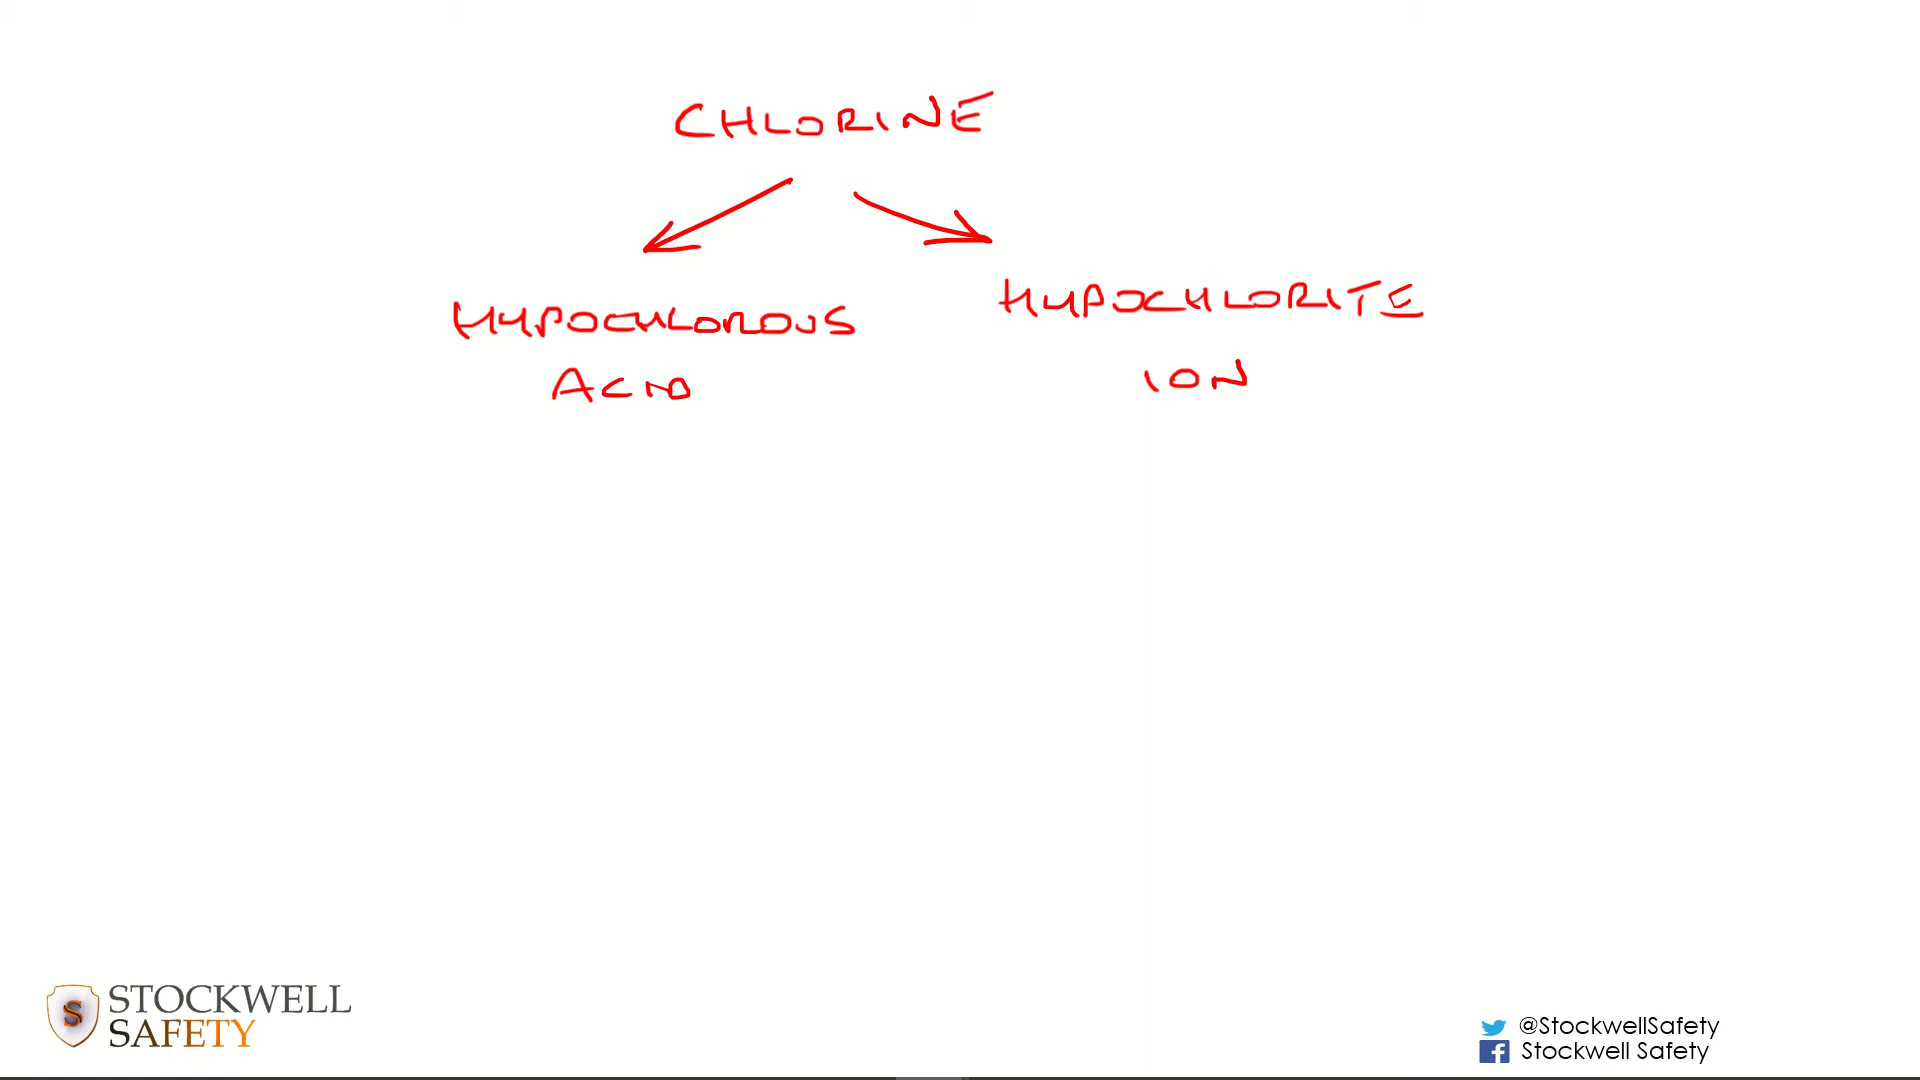 CHLORINE
HYPOCHLOROUS
ACID
HYPOCHLORITE
ION
STOCKWELL
SAFETY
@StockwellSafety
Stockwell Safety